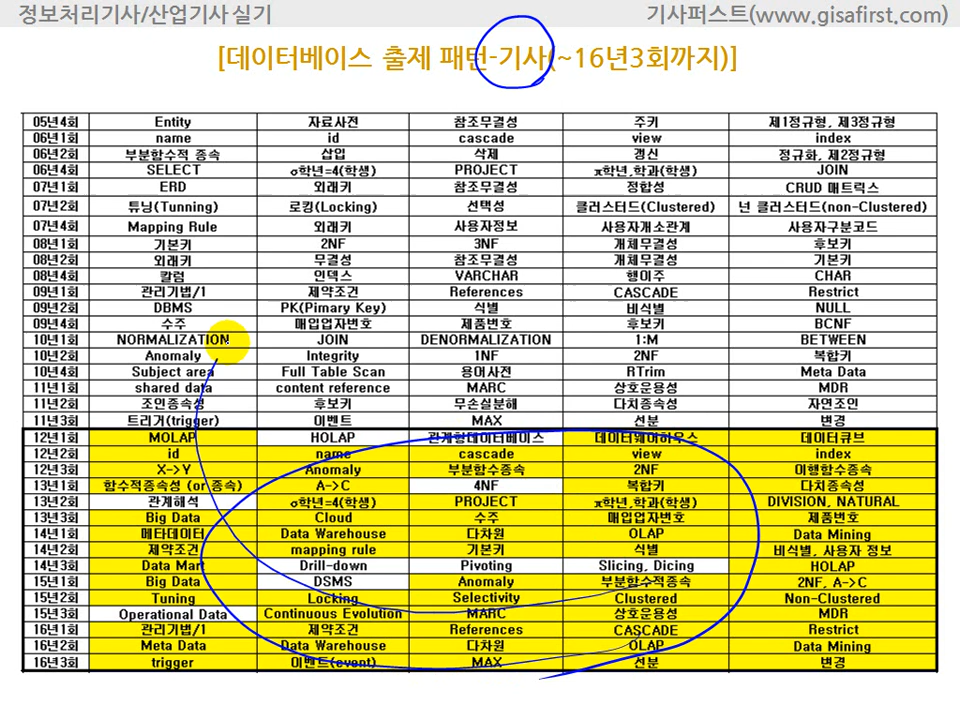 정보처리기사/산업기사 실기 기사퍼스트(www.gisafirst.com)
[데이터베이스 출제 패턴-기사(~16년3회까지)]
05년4회 Entity 자료사전 참조무결성 주키 제1정규형, 제3정규형
06년1회 name id cascade view index
06년2회 부분함수적 종속 삽입 삭제 갱신 정규화, 제2정규형
06년4회 SELECT σ학년=4(학생) PROJECT π학년,학과(학생) JOIN
07년1회 ERD 외래키 참조무결성 정합성 CRUD 매트릭스
07년2회 튜닝(Tunning) 로킹(Locking) 선택성 클러스터드(Clustered) 넌 클러스터드(non-Clustered)
07년4회 Mapping Rule 외래키 사용자정보 사용자개소관계 사용자구분코드
08년1회 기본키 2NF 3NF 개체무결성 후보키
08년2회 외래키 무결성 참조무결성 개체무결성 기본키
08년4회 칼럼 인덱스 VARCHAR 행이주 CHAR
09년1회 관리기법/1 제약조건 References CASCADE Restrict
09년2회 DBMS PK(Pimary Key) 식별 비식별 NULL
09년4회 수주 매입업자번호 제품번호 후보키 BCNF
10년1회 NORMALIZATION JOIN DENORMALIZATION 1:M BETWEEN
10년2회 Anomaly Integrity 1NF 2NF 복합키
10년4회 Subject area Full Table Scan 용어사전 RTrim Meta Data
11년1회 shared data content reference MARC 상호운용성 MDR
11년2회 조인종속성 후보키 무손실분해 다치종속성 자연조인
11년3회 트리거(trigger) 이벤트 MAX 선분 변경
12년1회 MOLAP HOLAP 관계형데이터베이스 데이터웨어하우스 데이터큐브
12년2회 id name cascade view index
12년3회 X->Y Anomaly 부분함수종속 2NF 이행함수종속
13년1회 함수적종속성 (or 종속) A->C 4NF 복합키 다치종속성
13년2회 관계해석 σ학년=4(학생) PROJECT π학년,학과(학생) DIVISION, NATURAL
13년3회 Big Data Cloud 수주 매입업자번호 제품번호
14년1회 메타데이터 Data Warehouse 다차원 OLAP Data Mining
14년2회 제약조건 mapping rule 기본키 식별 비식별, 사용자 정보
14년3회 Data Mart Drill-down Pivoting Slicing, Dicing HOLAP
15년1회 Big Data DSMS Anomaly 부분함수적종속 2NF, A->C
15년2회 Tuning Locking Selectivity Clustered Non-Clustered
15년3회 Operational Data Continuous Evolution MARC 상호운용성 MDR
16년1회 관리기법/1 제약조건 References CASCADE Restrict
16년2회 Meta Data Data Warehouse 다차원 OLAP Data Mining
16년3회 trigger 이벤트(event) MAX 선분 변경